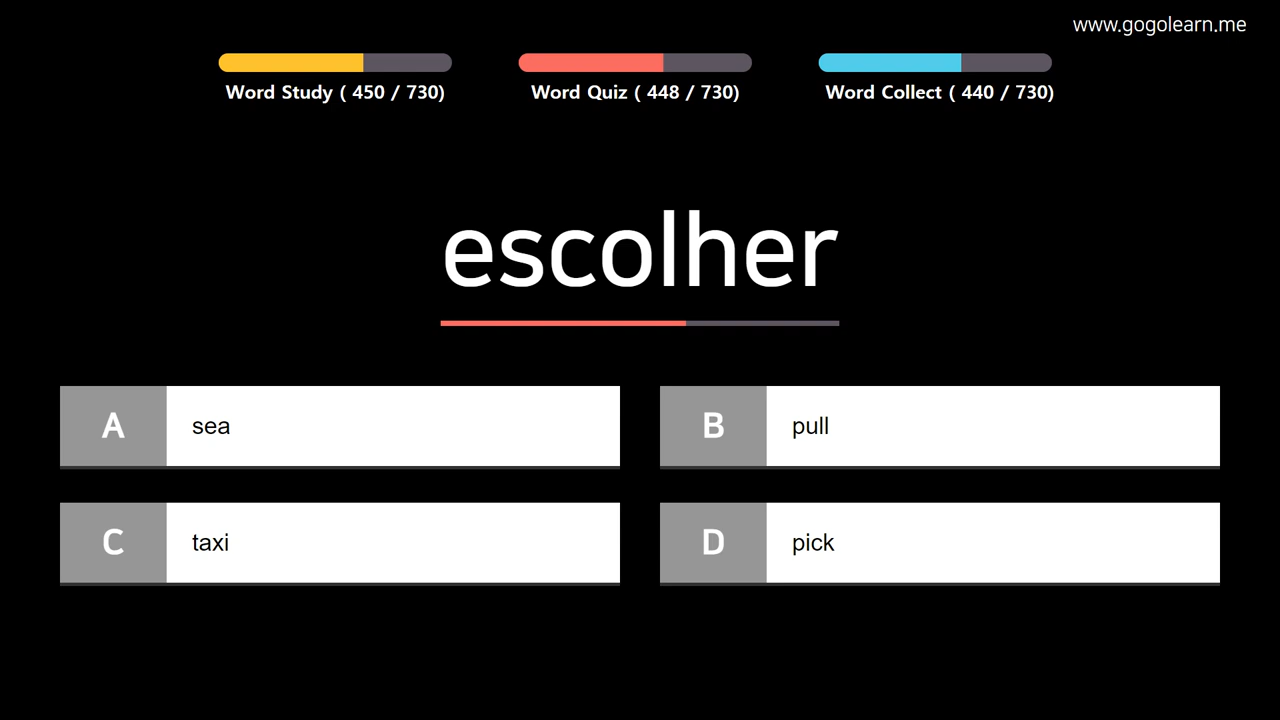 www.gogolearn.me
Word Study ( 450 / 730)
Word Quiz ( 448 / 730)
Word Collect ( 440 / 730)
escolher
A sea
B pull
C taxi
D pick